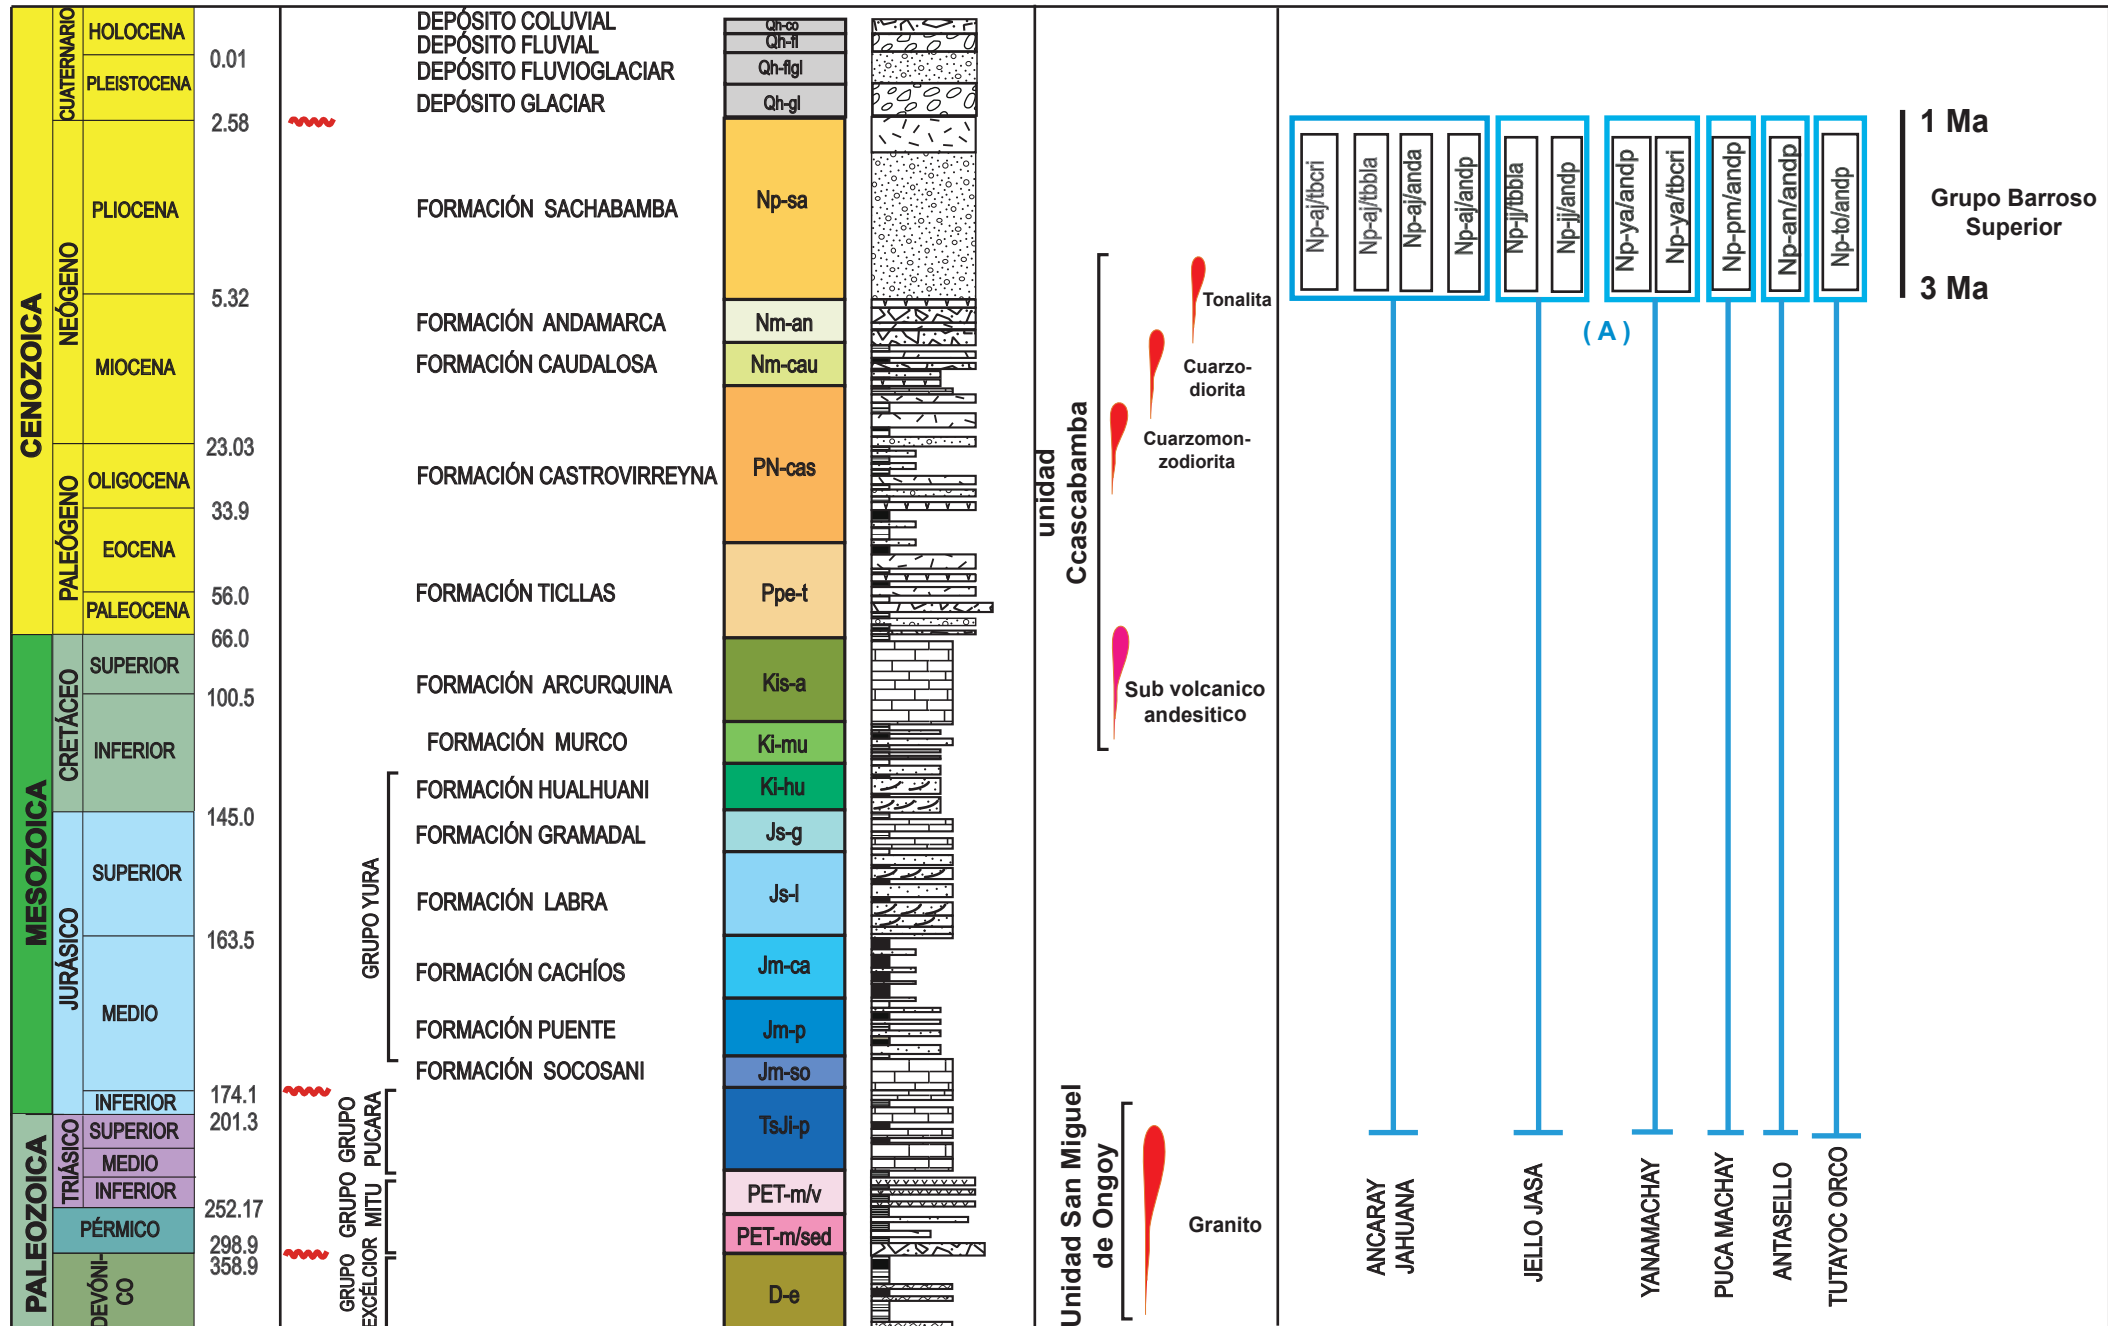 CENOZOICA
MESOZOICA
PALEOZOICA
CUATERNARIO
NEÓGENO
PALEÓGENO
CRETÁCEO
JURÁSICO
TRIÁSICO
PÉRMICO
DEVÓNI-
CO
HOLOCENA
PLEISTOCENA
PLIOCENA
MIOCENA
OLIGOCENA
EOCENA
PALEOCENA
SUPERIOR
INFERIOR
SUPERIOR
MEDIO
INFERIOR
SUPERIOR
MEDIO
INFERIOR
0.01
2.58
5.32
23.03
33.9
56.0
66.0
100.5
145.0
163.5
174.1
201.3
252.17
298.9
358.9
GRUPO YURA
GRUPO
PUCARA
GRUPO
MITU
GRUPO
EXCÉLCIOR
DEPÓSITO COLUVIAL
DEPÓSITO FLUVIAL
DEPÓSITO FLUVIOGLACIAR
DEPÓSITO GLACIAR
FORMACIÓN SACHABAMBA
FORMACIÓN ANDAMARCA
FORMACIÓN CAUDALOSA
FORMACIÓN CASTROVIRREYNA
FORMACIÓN TICLLAS
FORMACIÓN ARCURQUINA
FORMACIÓN MURCO
FORMACIÓN HUALHUANI
FORMACIÓN GRAMADAL
FORMACIÓN LABRA
FORMACIÓN CACHÍOS
FORMACIÓN PUENTE
FORMACIÓN SOCOSANI
Qh-co
Qh-fl
Qh-flgl
Qh-gl
Np-sa
Nm-an
Nm-cau
PN-cas
Ppe-t
Kis-a
Ki-mu
Ki-hu
Js-g
Js-l
Jm-ca
Jm-p
Jm-so
TsJi-p
PET-m/v
PET-m/sed
D-e
unidad
Ccascabamba
Tonalita
Cuarzo-
diorita
Cuarzomon-
zodiorita
Sub volcanico
andesitico
Unidad San Miguel
de Ongoy
Granito
Np-aj/tbcri
Np-aj/tbbla
Np-aj/anda
Np-aj/andp
Np-jj/tbbla
Np-jj/andp
Np-ya/andp
Np-ya/tbcri
Np-pm/andp
Np-an/andp
Np-to/andp
( A )
1 Ma
Grupo Barroso
Superior
3 Ma
ANCARAY
JAHUANA
JELLO JASA
YANAMACHAY
PUCA MACHAY
ANTASELLO
TUTAYOC ORCO